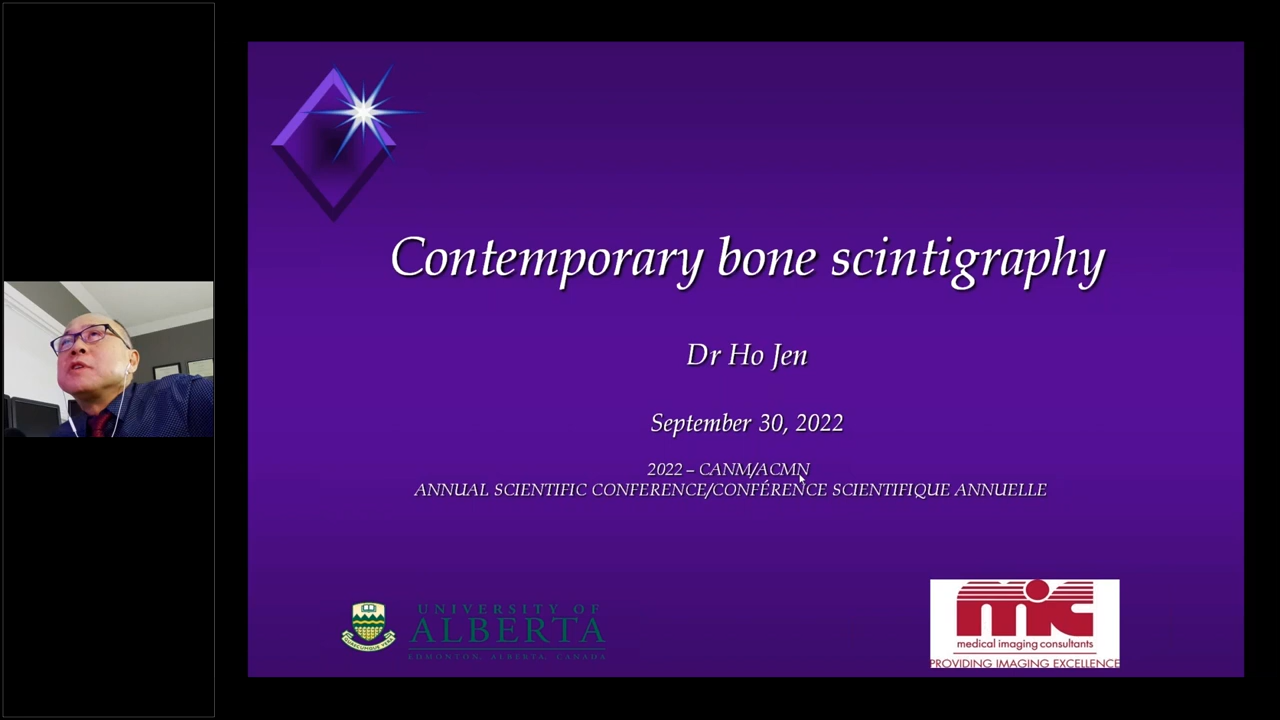 Contemporary bone scintigraphy
Dr Ho Jen
September 30, 2022
2022 – CANM/ACMN
ANNUAL SCIENTIFIC CONFERENCE/CONFÉRENCE SCIENTIFIQUE ANNUELLE
UNIVERSITY OF
ALBERTA
EDMONTON, ALBERTA, CANADA
mic
medical imaging consultants
PROVIDING IMAGING EXCELLENCE